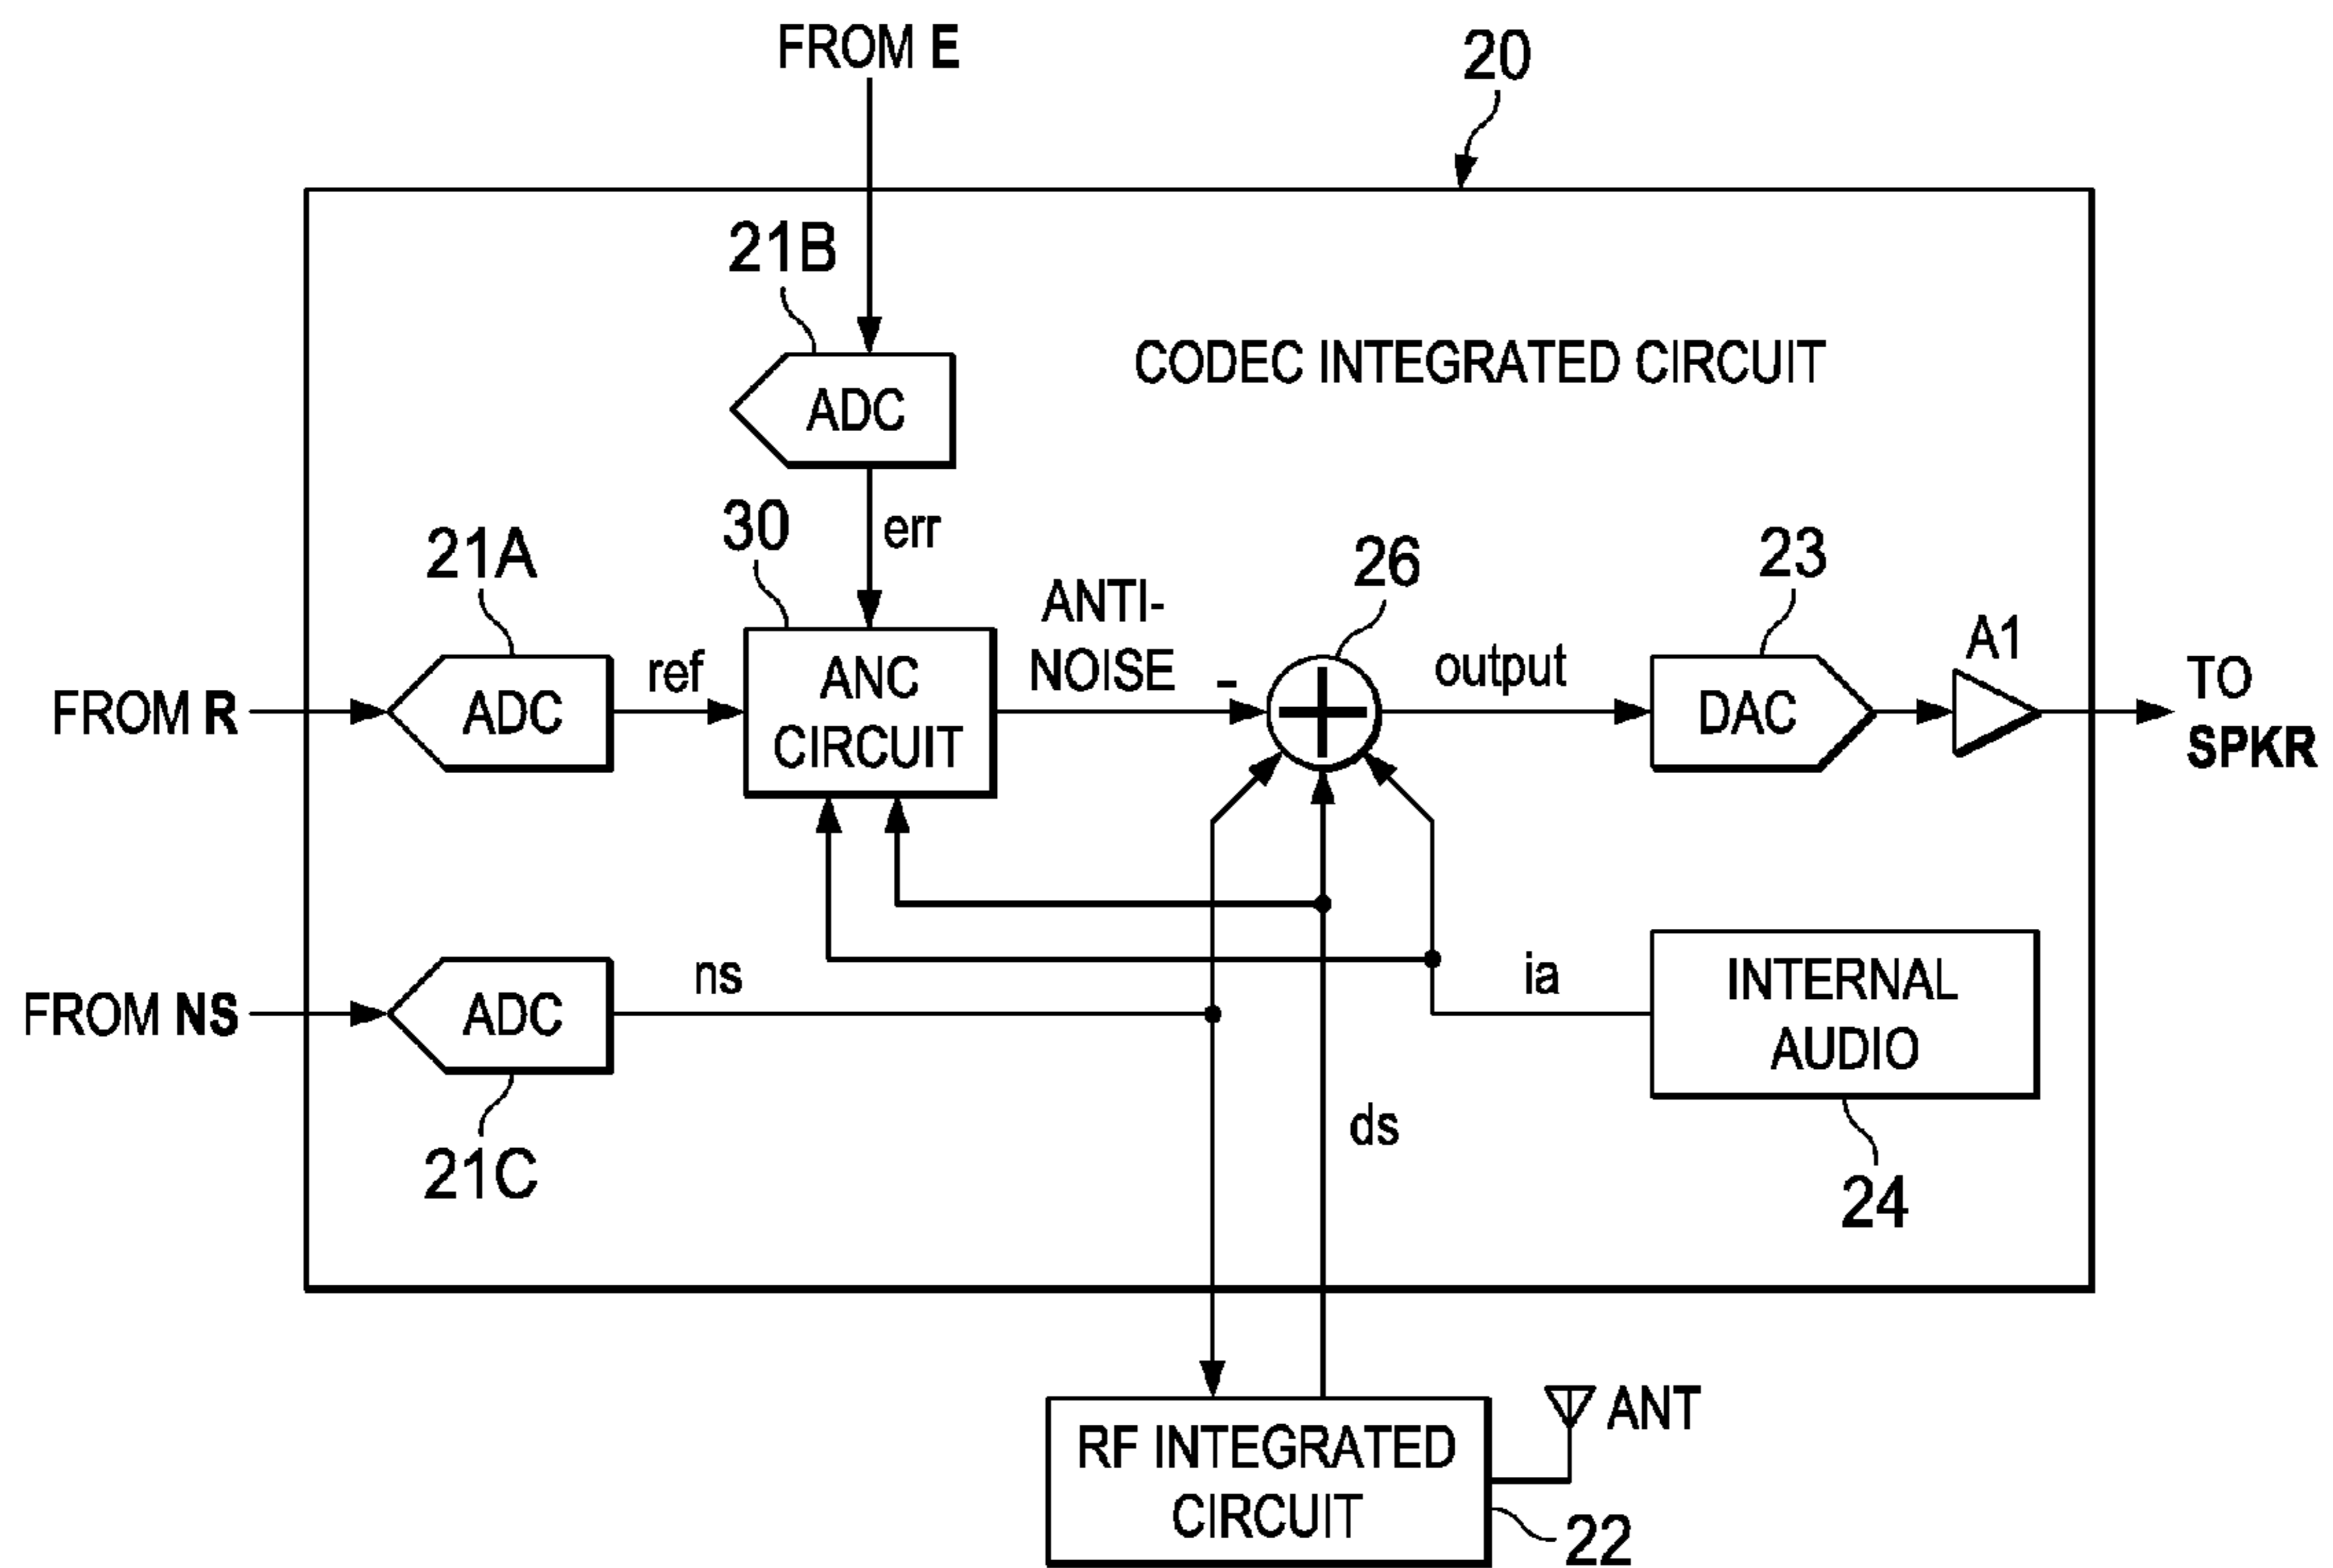 FROM E
20
21B
ADC
CODEC INTEGRATED CIRCUIT
err
30
21A
ADC
ref
FROM R
ANC
CIRCUIT
ANTI-
NOISE
-
26
output
23
DAC
A1
TO
SPKR
FROM NS
ADC
21C
ns
ia
INTERNAL
AUDIO
24
ds
RF INTEGRATED
CIRCUIT
ANT
22